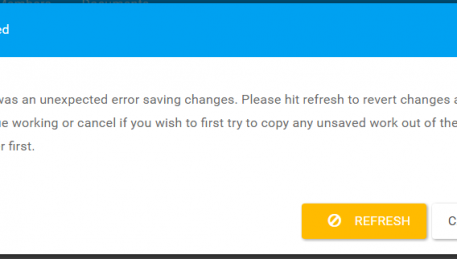 ed
was an unexpected error saving changes. Please hit refresh to revert changes a
ue working or cancel if you wish to first try to copy any unsaved work out of the
r first.
REFRESH
C